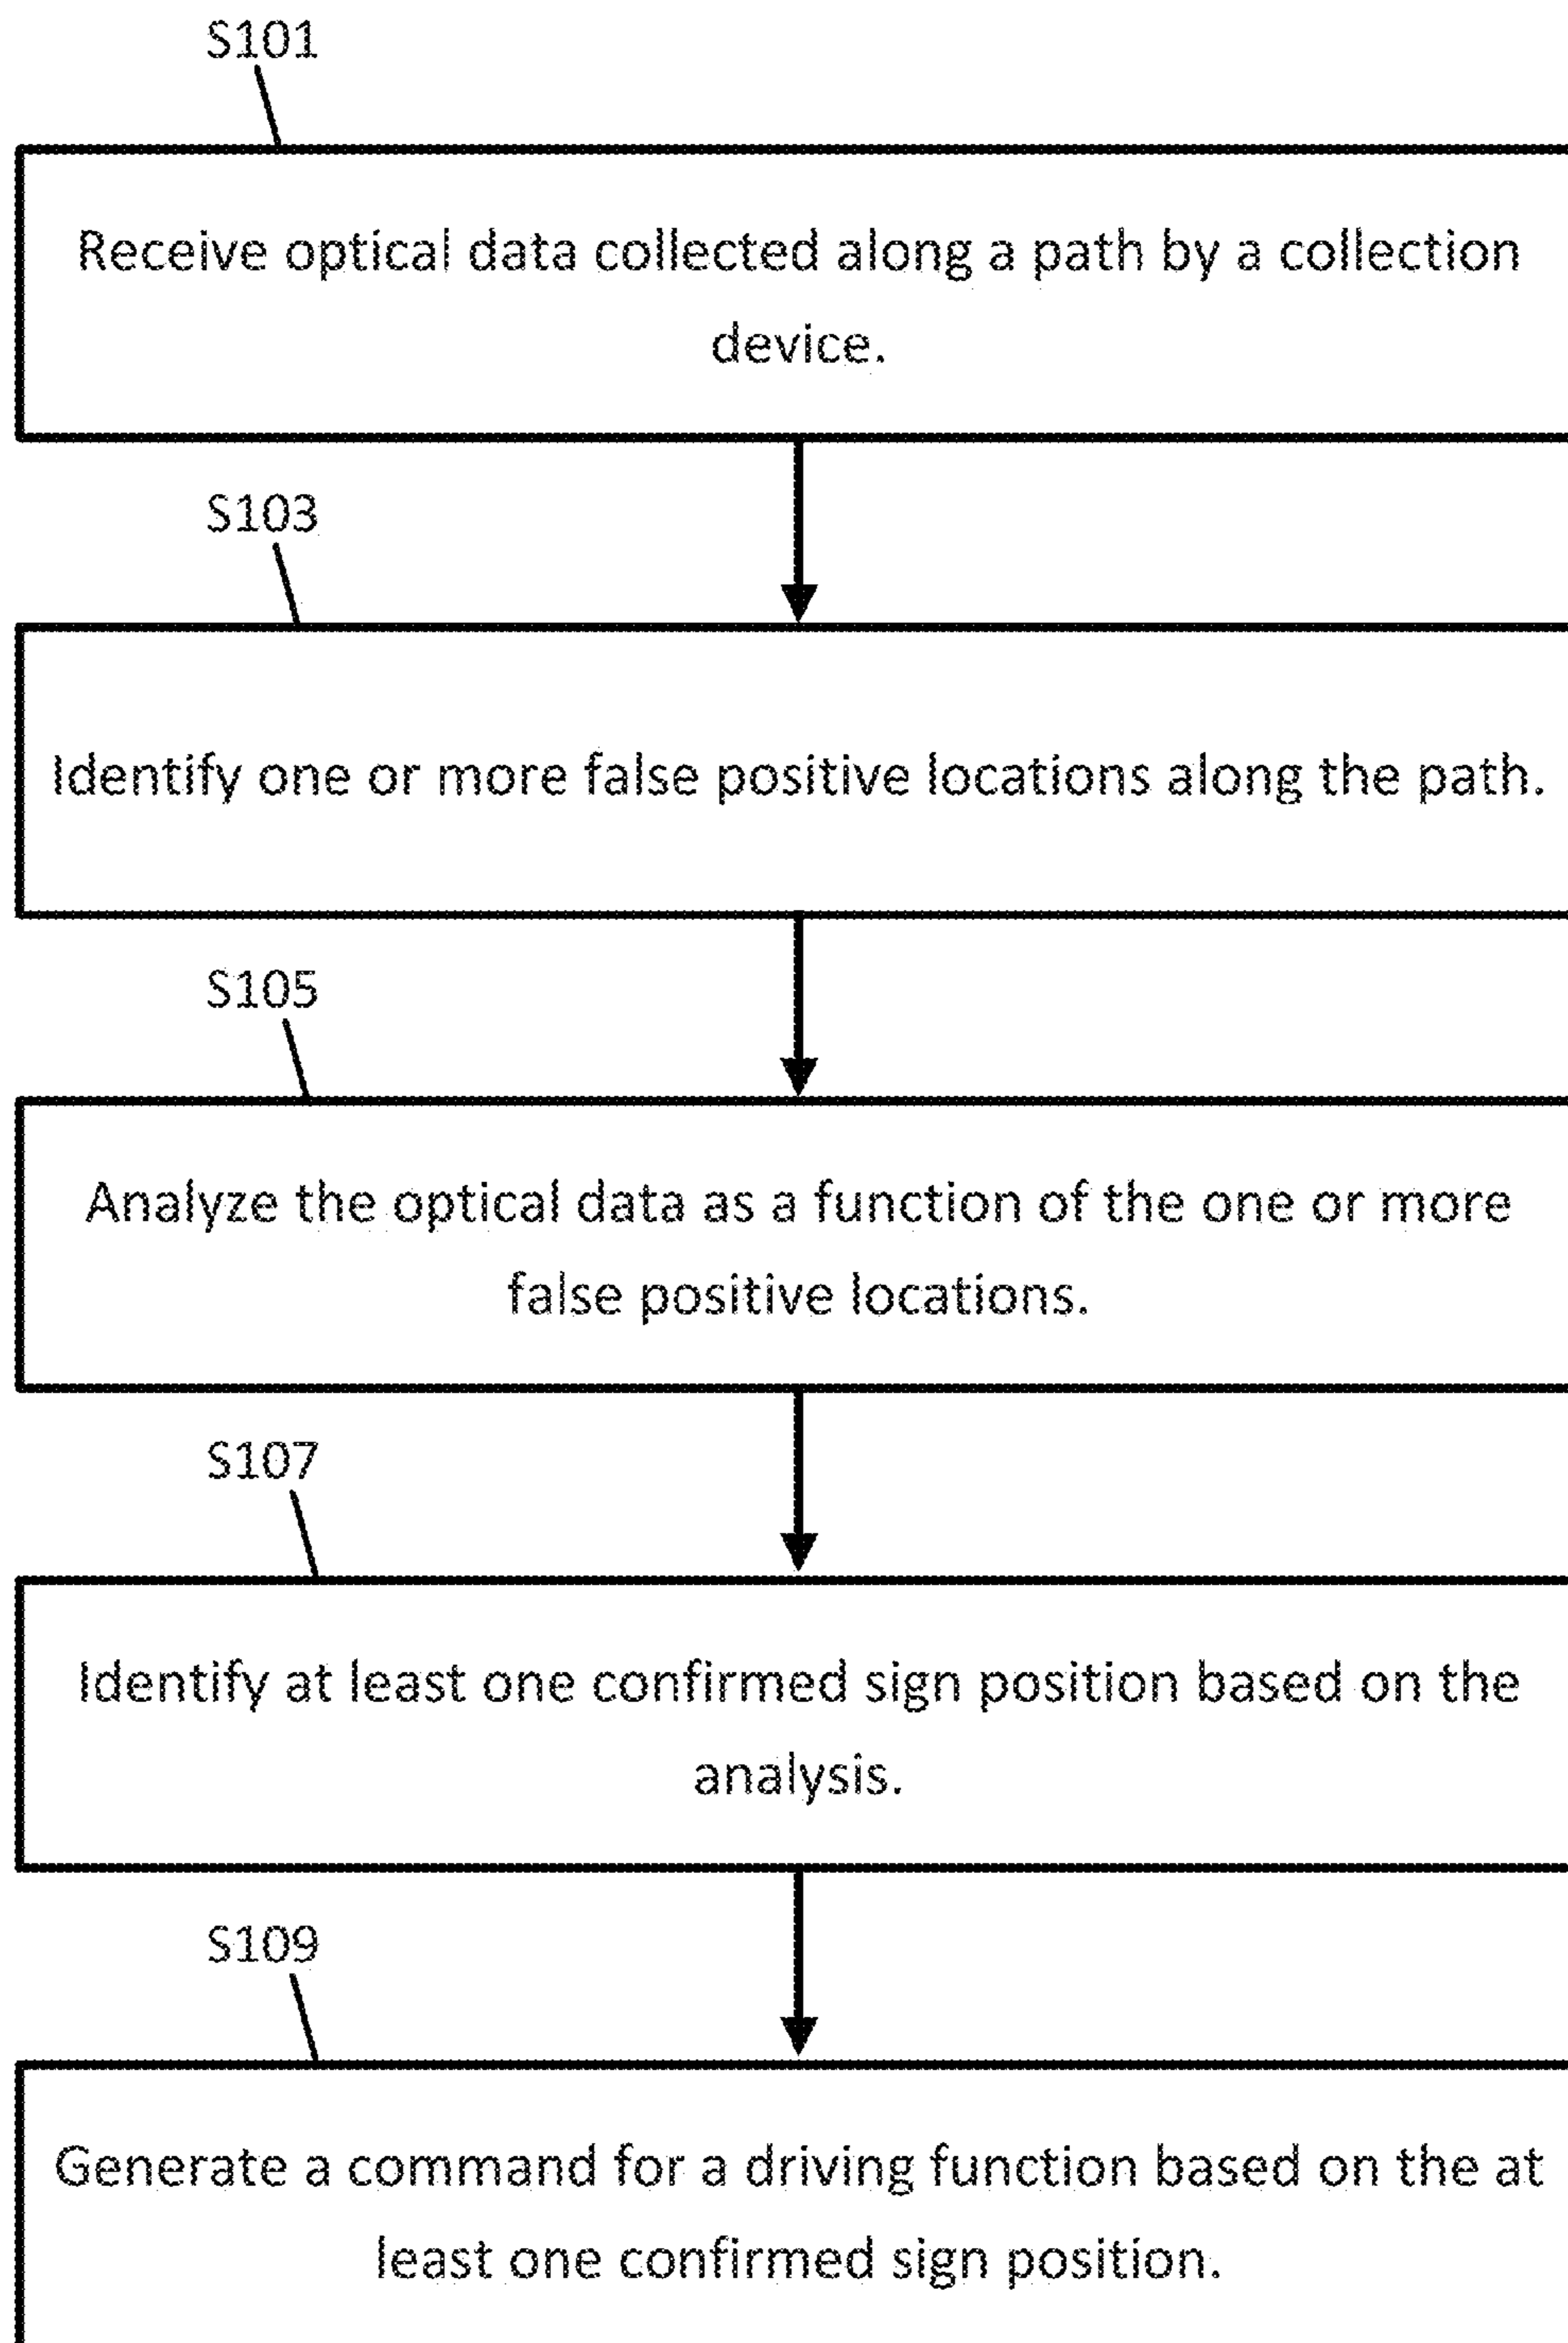 S101
Receive optical data collected along a path by a collection
device.
S103
Identify one or more false positive locations along the path.
S105
Analyze the optical data as a function of the one or more
false positive locations.
S107
Identify at least one confirmed sign position based on the
analysis.
S109
Generate a command for a driving function based on the at
least one confirmed sign position.